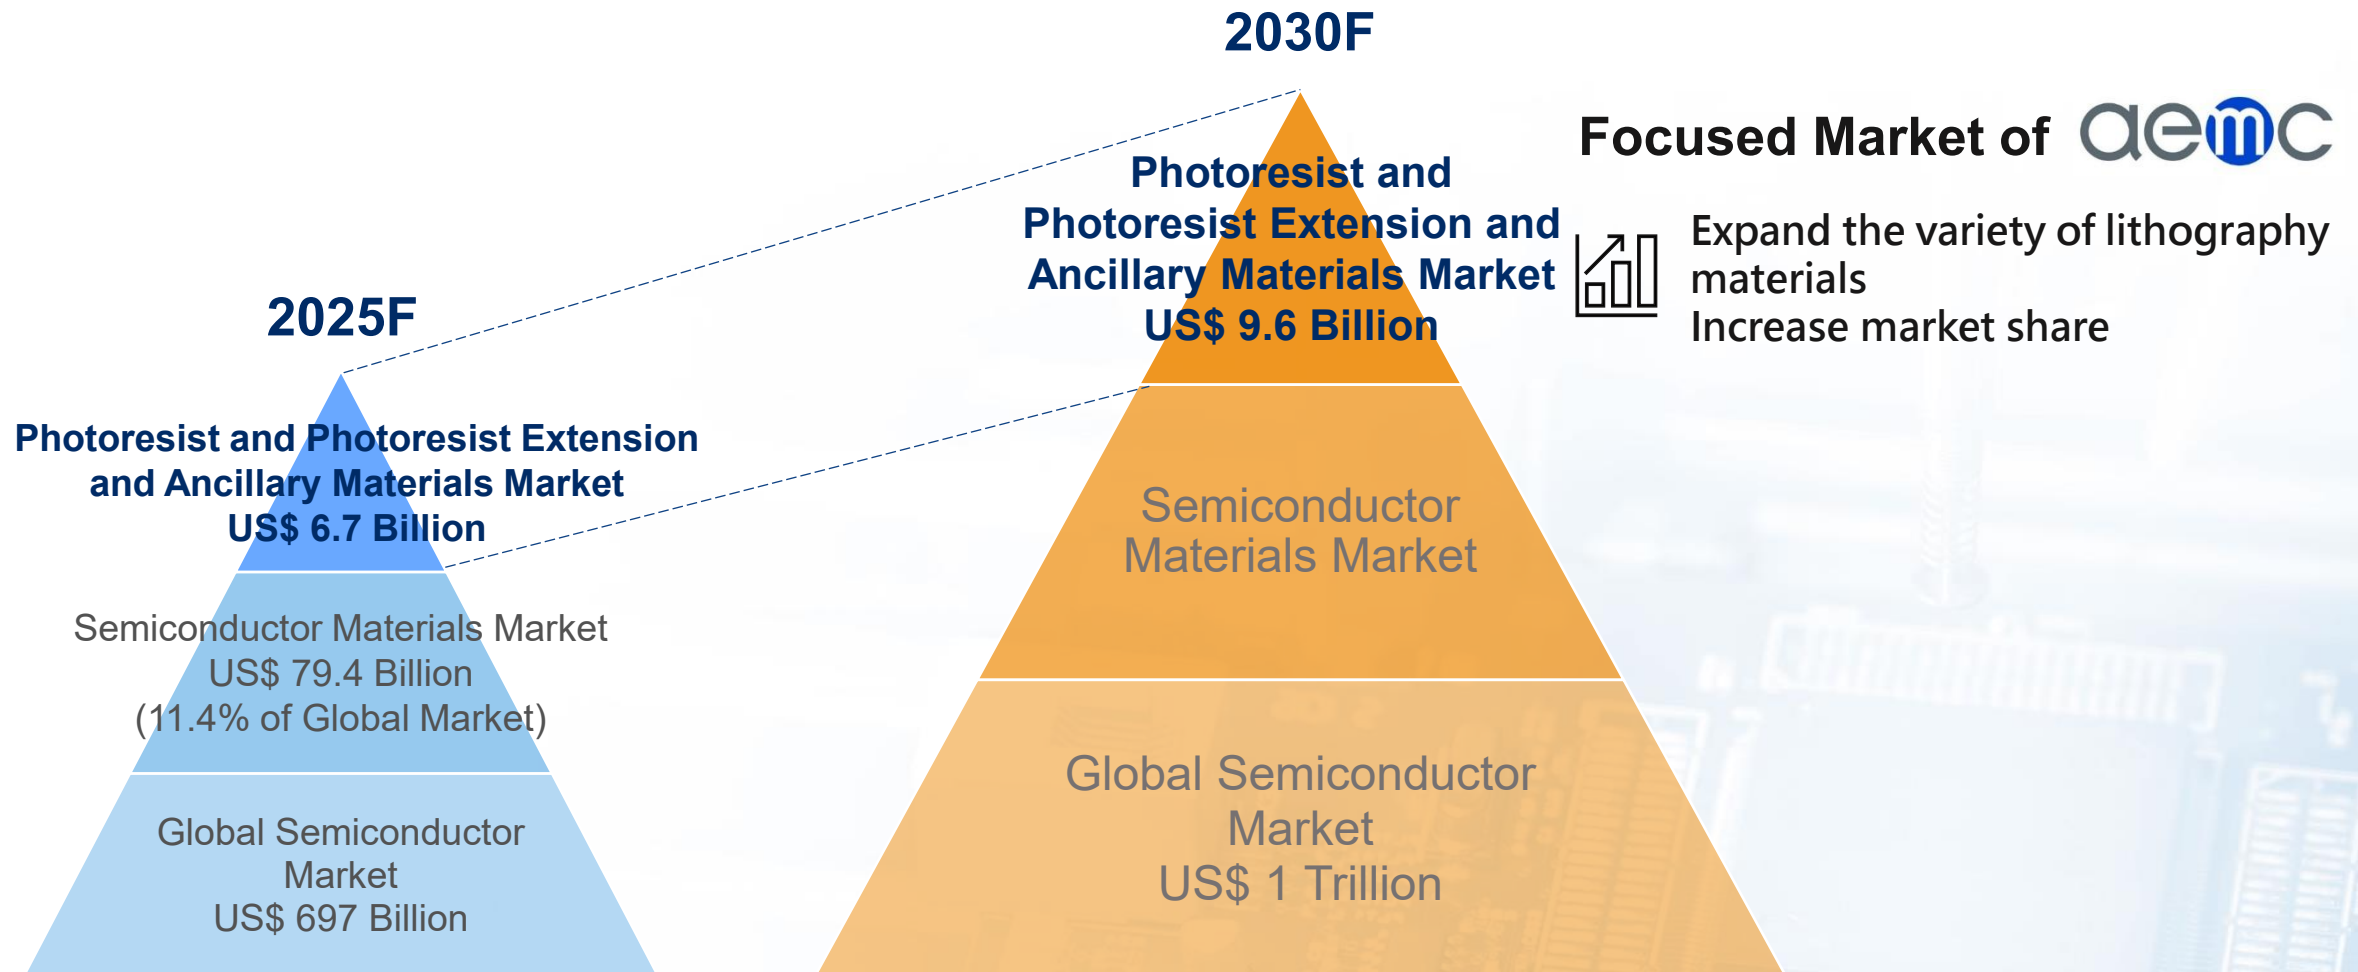 2030F
Focused Market of aemc
Photoresist and
Photoresist Extension and
Ancillary Materials Market
US$ 9.6 Billion
Expand the variety of lithography
materials
Increase market share
2025F
Photoresist and Photoresist Extension
and Ancillary Materials Market
US$ 6.7 Billion
Semiconductor Materials Market
US$ 79.4 Billion
(11.4% of Global Market)
Global Semiconductor
Market
US$ 697 Billion
Semiconductor
Materials Market
Global Semiconductor
Market
US$ 1 Trillion